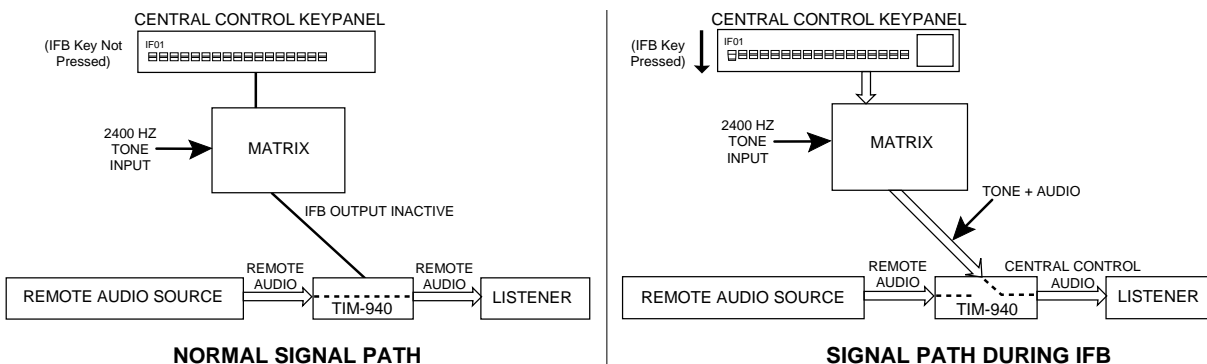 CENTRAL CONTROL KEYPANEL
(IFB Key Not
Pressed)
IF01
2400 HZ
TONE
INPUT
MATRIX
IFB OUTPUT INACTIVE
REMOTE AUDIO SOURCE
REMOTE
AUDIO
TIM-940
REMOTE
AUDIO
LISTENER
NORMAL SIGNAL PATH
CENTRAL CONTROL KEYPANEL
(IFB Key
Pressed)
IF01
2400 HZ
TONE
INPUT
MATRIX
TONE + AUDIO
REMOTE AUDIO SOURCE
REMOTE
AUDIO
TIM-940
CENTRAL CONTROL
AUDIO
LISTENER
SIGNAL PATH DURING IFB